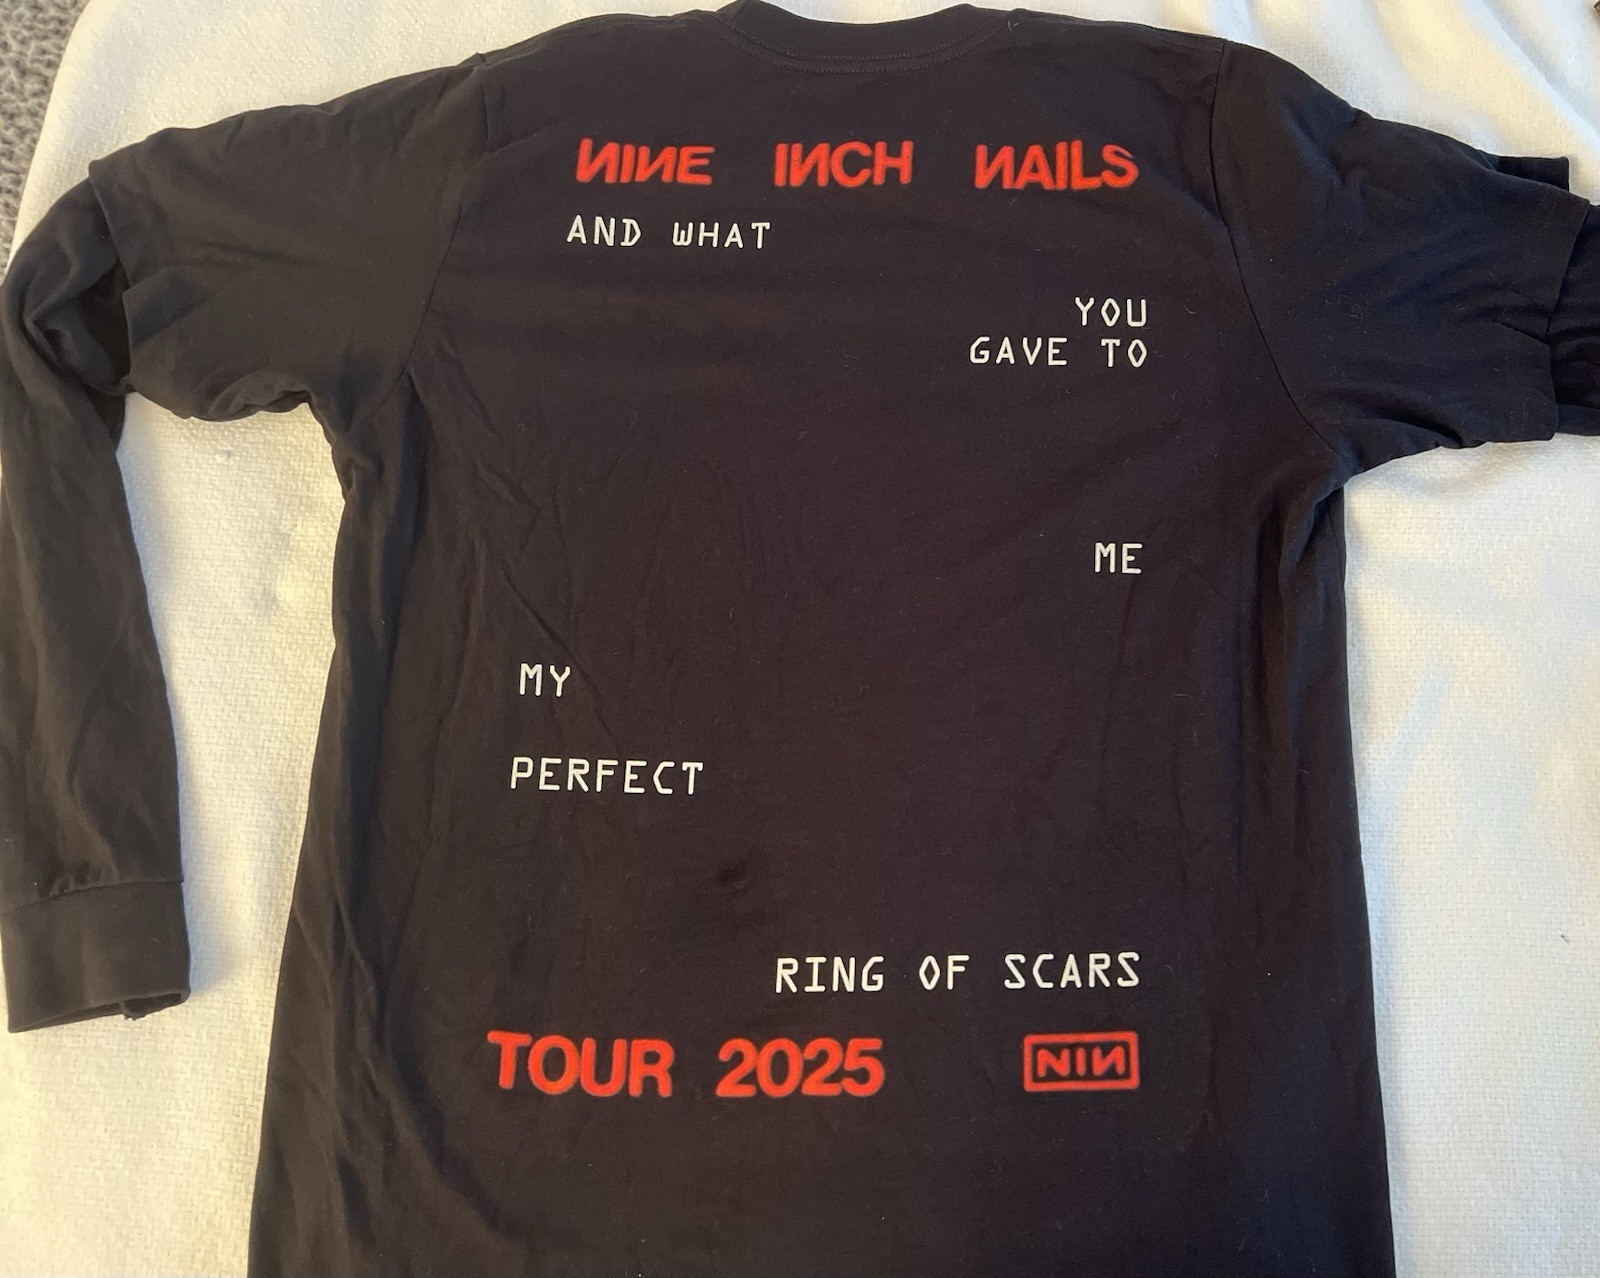 NINE INCH NAILS
AND WHAT
YOU
GAVE TO
ME
MY
PERFECT
RING OF SCARS
TOUR 2025 NIN